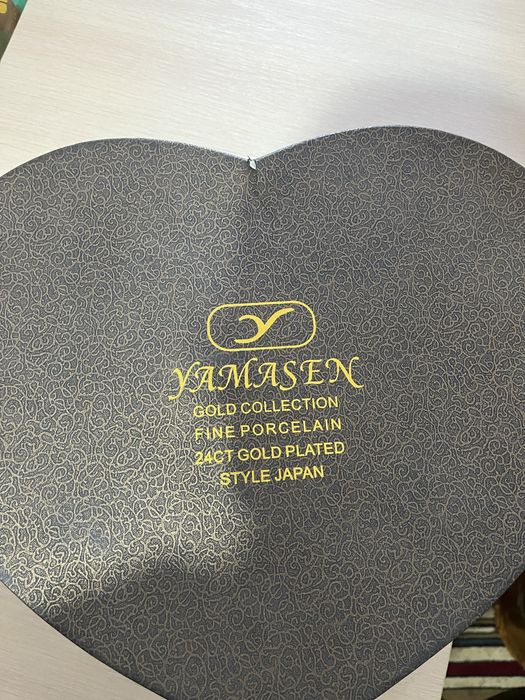 YAMASEN
GOLD COLLECTION
FINE PORCELAIN
24CT GOLD PLATED
STYLE JAPAN